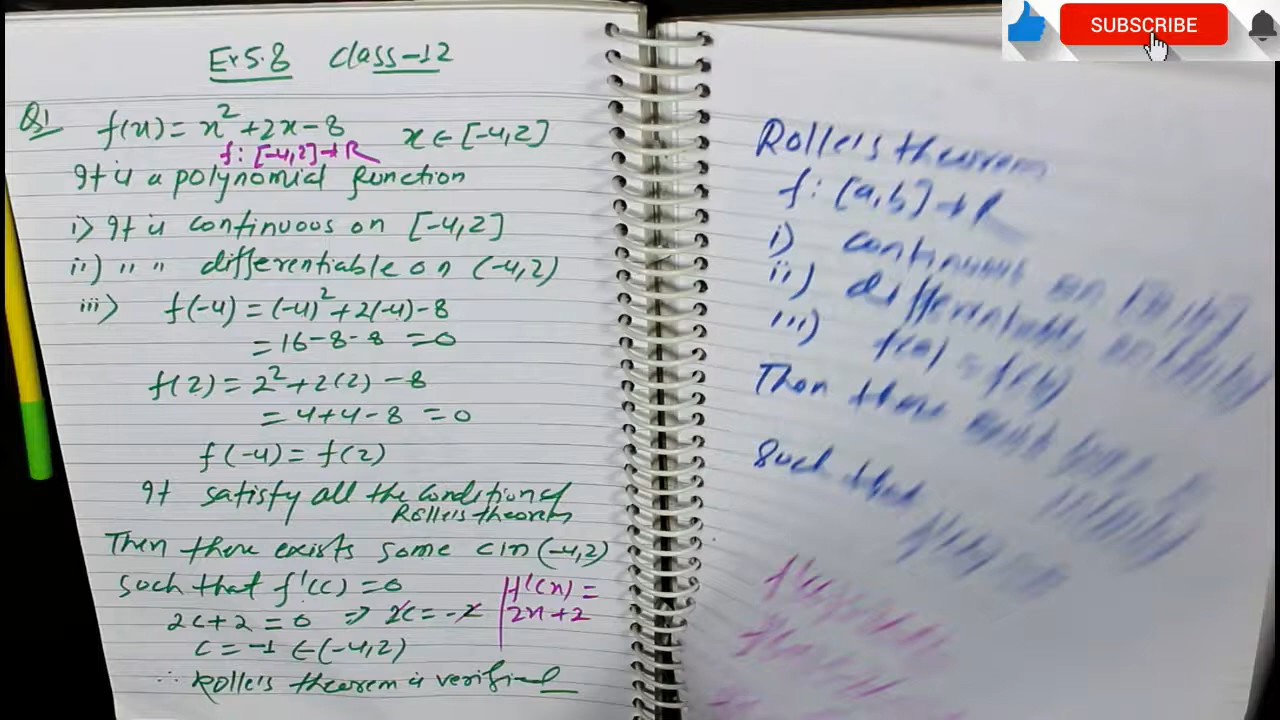 SUBSCRIBE
Ex 5.8 class-12
Q1 f(x) = x² + 2x - 8 x ∈ [-4,2]
f: [-4,2] → R
It is a polynomial function
i) It is continuous on [-4,2]
ii) " " " differentiable on (-4,2)
iii) f(-4) = (-4)² + 2(-4) - 8
= 16 - 8 - 8 = 0
f(2) = 2² + 2(2) - 8
= 4 + 4 - 8 = 0
f(-4) = f(2)
It satisfy all the condition of
Rolle's theorem
Then there exists some c in (-4,2)
such that f'(c) = 0
f'(x) =
2x + 2
2c + 2 = 0 ⇒ 2c = -2
c = -1 ∈ (-4,2)
∴ Rolle's theorem is verified
Rolle's theorem
f: [a,b] → R
i) continuous on
ii) differentiable on
iii) f(a) = f(b)
Then there
Such that